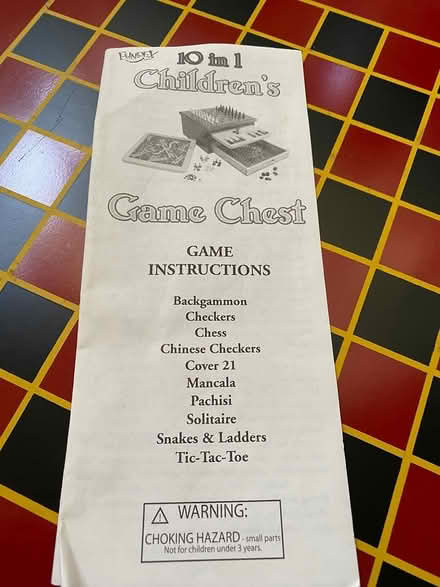 FUNDEX
10 in 1
Children's
Game Chest
GAME
INSTRUCTIONS
Backgammon
Checkers
Chess
Chinese Checkers
Cover 21
Mancala
Pachisi
Solitaire
Snakes & Ladders
Tic-Tac-Toe
WARNING:
CHOKING HAZARD - small parts
Not for children under 3 years.